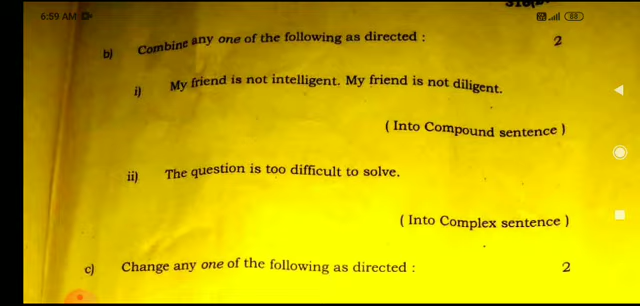 6:59 AM
88
b) Combine any one of the following as directed : 2
i) My friend is not intelligent. My friend is not diligent.
( Into Compound sentence )
ii) The question is too difficult to solve.
( Into Complex sentence )
c) Change any one of the following as directed : 2